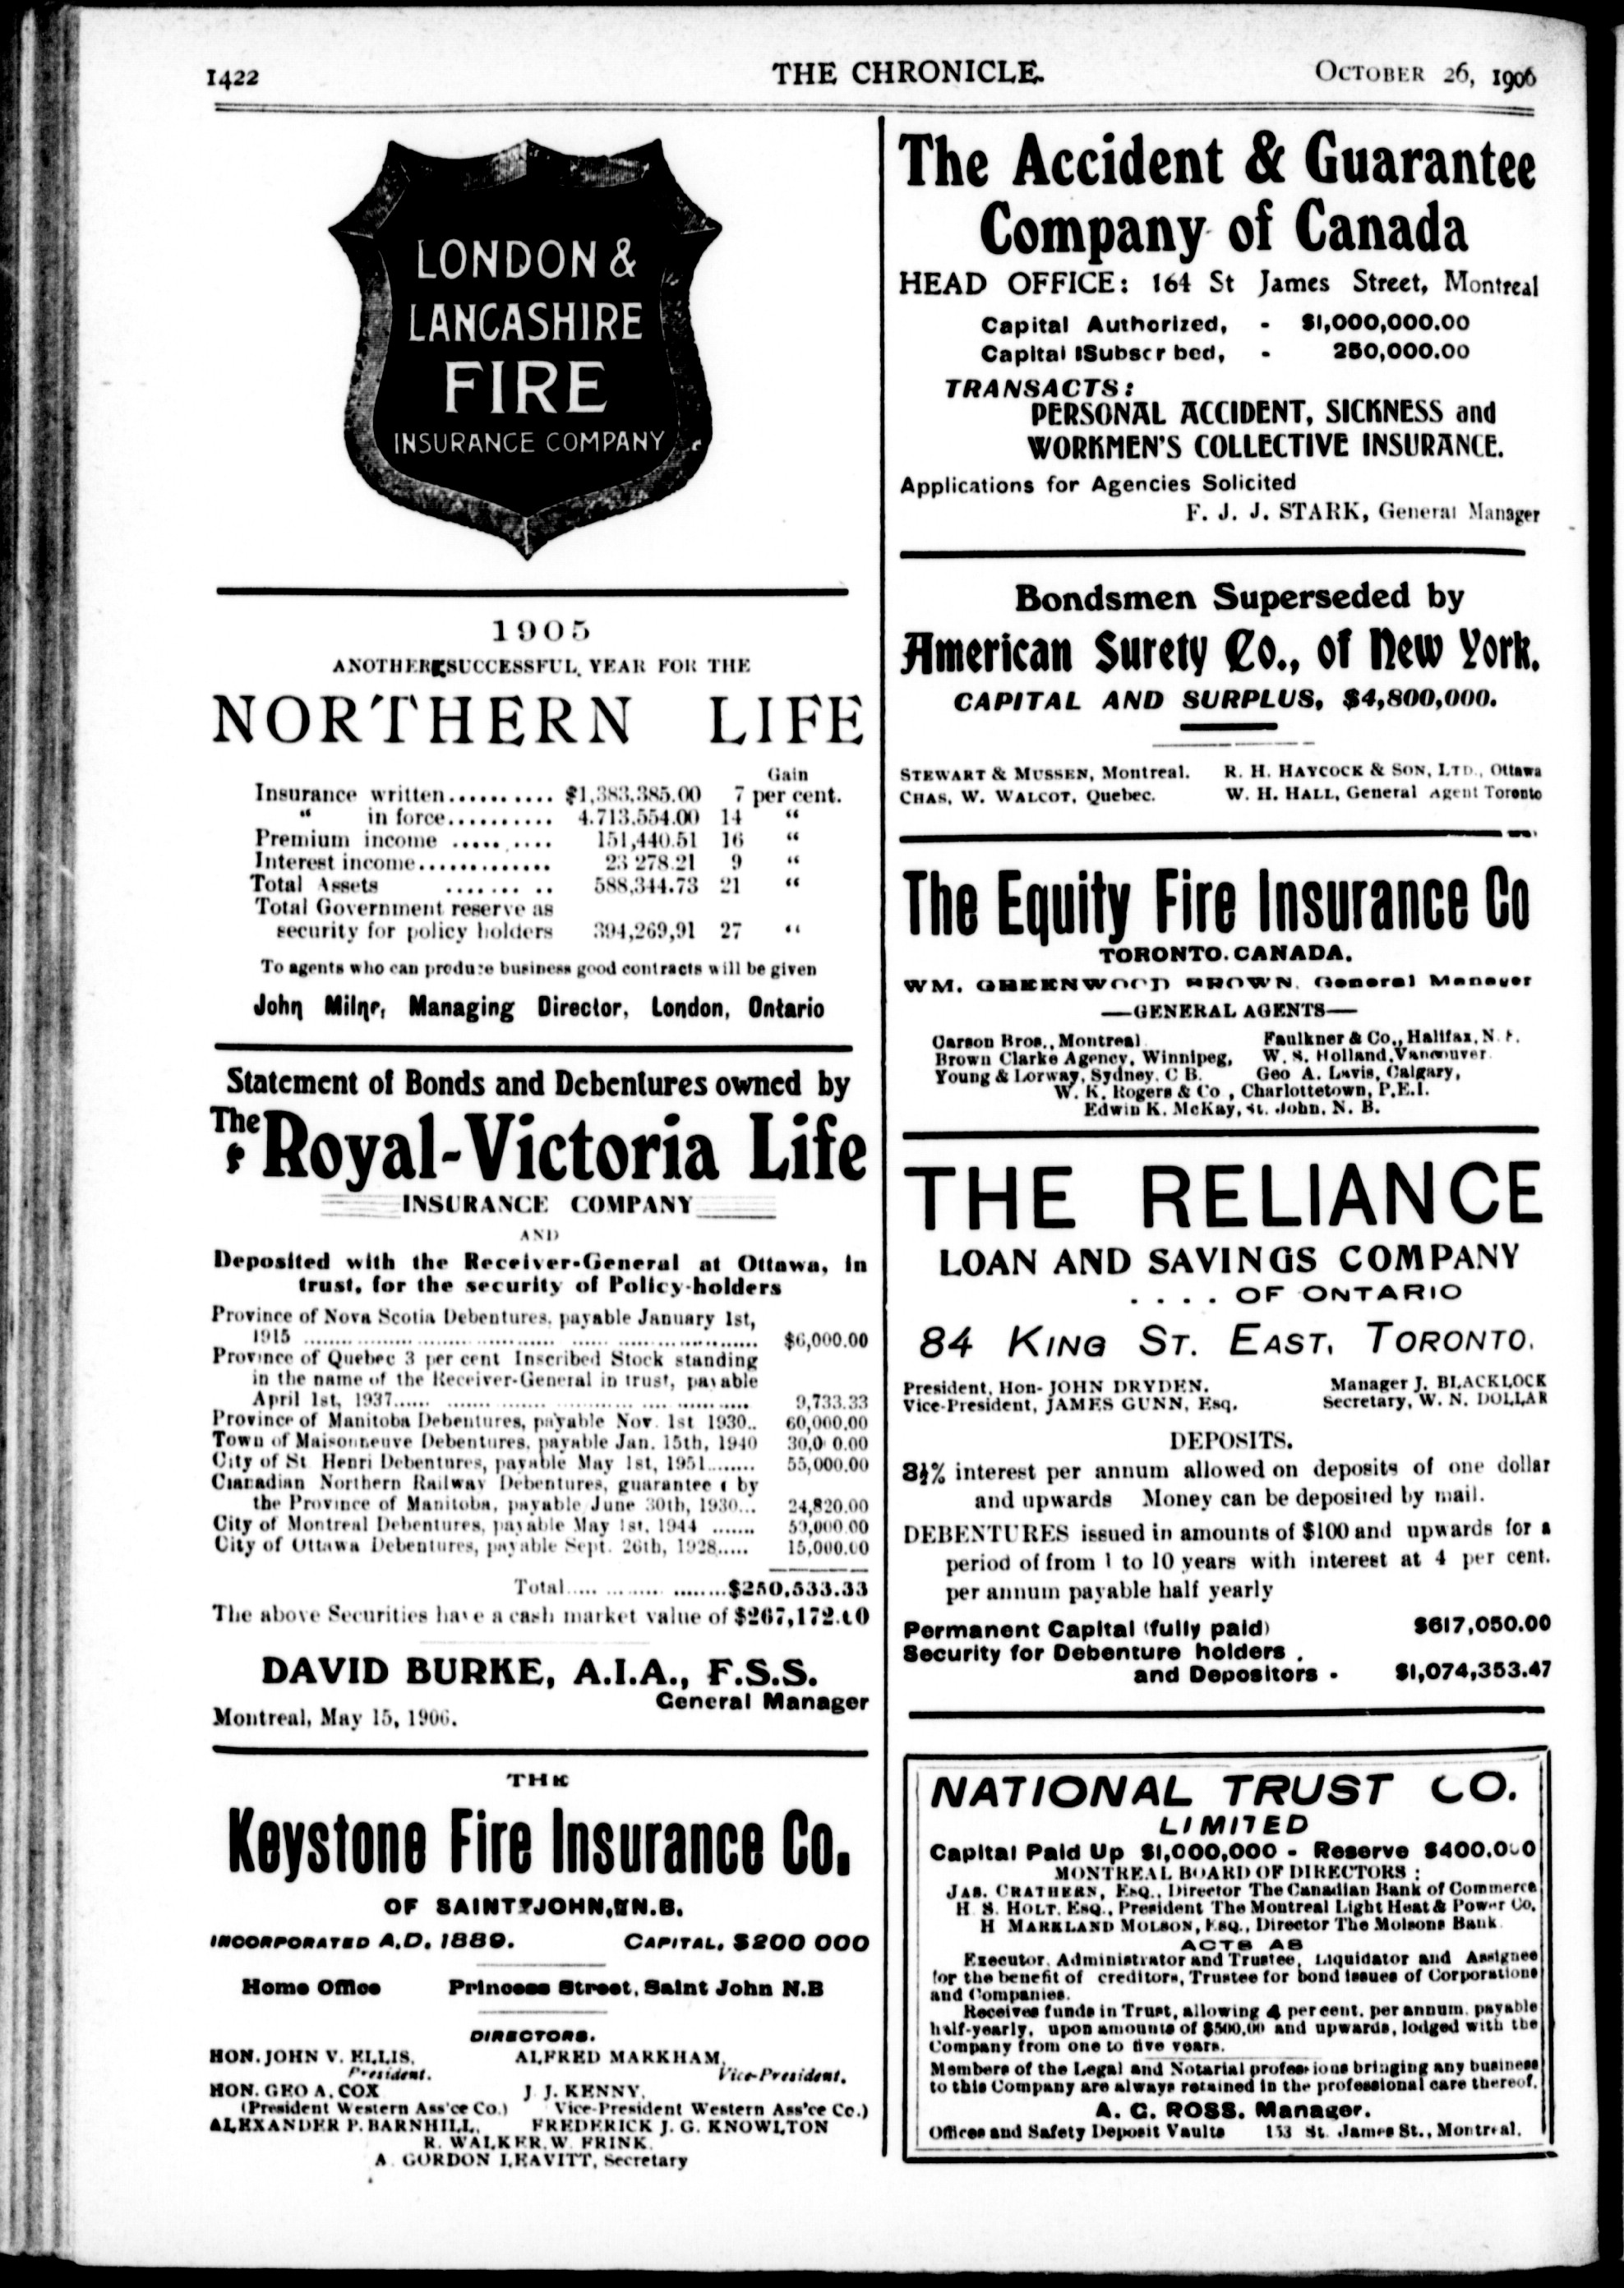 1422
THE CHRONICLE.
OCTOBER 26, 1906
LONDON &
LANCASHIRE
FIRE
INSURANCE COMPANY
1905
ANOTHER SUCCESSFUL YEAR FOR THE
NORTHERN LIFE
Gain
Insurance written........... $1,383,385.00 7 per cent.
" in force........... 4.713.554.00 14 "
Premium income ..... .... 151,440.51 16 "
Interest income.............. 23 278.21 9 "
Total Assets ....... .. 588,344.73 21 "
Total Government reserve as
security for policy holders 394,269,91 27 "
To agents who can produce business good contracts will be given
John Milne, Managing Director, London, Ontario
Statement of Bonds and Debentures owned by
The Royal-Victoria Life
INSURANCE COMPANY
AND
Deposited with the Receiver-General at Ottawa, in
trust, for the security of Policy-holders
Province of Nova Scotia Debentures, payable January 1st,
1915 ........ $6,000.00
Province of Quebec 3 per cent Inscribed Stock standing
in the name of the Receiver-General in trust, payable
April 1st, 1937...... 9,733.33
Province of Manitoba Debentures, payable Nov. 1st 1930.. 60,000.00
Town of Maisonneuve Debentures, payable Jan. 15th, 1940 30,0 0.00
City of St Henri Debentures, payable May 1st, 1951........ 55,000.00
Canadian Northern Railway Debentures, guarantee by
the Province of Manitoba, payable June 30th, 1930... 24,820.00
City of Montreal Debentures, payable May 1st, 1944 ....... 50,000.00
City of Ottawa Debentures, payable Sept. 26th, 1928..... 15,000.00
Total..... $250,533.33
The above Securities have a cash market value of $267,172.60
DAVID BURKE, A.I.A., F.S.S.
General Manager
Montreal, May 15, 1906.
THE
Keystone Fire Insurance Co.
OF SAINT JOHN, N.B.
INCORPORATED A.D. 1889. CAPITAL, $200 000
Home Office Princess Street, Saint John N.B
DIRECTORS.
HON. JOHN V. ELLIS, ALFRED MARKHAM,
President. Vice-President.
HON. GEO A. COX J J. KENNY,
(President Western Ass'ce Co.) Vice-President Western Ass'ce Co.)
ALEXANDER P. BARNHILL, FREDERICK J. G. KNOWLTON
R. WALKER W FRINK.
A GORDON LEAVITT, Secretary
The Accident & Guarantee
Company of Canada
HEAD OFFICE: 164 St James Street, Montreal
Capital Authorized, - $1,000,000.00
Capital Subscr bed, - 250,000.00
TRANSACTS:
PERSONAL ACCIDENT, SICKNESS and
WORKMEN'S COLLECTIVE INSURANCE.
Applications for Agencies Solicited
F. J. J. STARK, General Manager
Bondsmen Superseded by
American Surety Co., of New York.
CAPITAL AND SURPLUS, $4,800,000.
STEWART & MUSSEN, Montreal. R. H. HAYCOCK & SON, LTD., Ottawa
CHAS, W. WALCOT, Quebec. W. H. HALL, General Agent Toronto
The Equity Fire Insurance Co
TORONTO. CANADA.
WM. GREENWOOD BROWN. General Manager
—GENERAL AGENTS—
Carson Bros., Montreal Faulkner & Co., Halifax, N.
Brown Clarke Agency, Winnipeg, W. S. Holland, Vancouver
Young & Lorway, Sydney. C B. Geo A. Lavis, Calgary,
W. K. Rogers & Co , Charlottetown, P.E.I.
Edwin K. McKay, St. John, N. B.
THE RELIANCE
LOAN AND SAVINGS COMPANY
. . . . OF ONTARIO
84 KING ST. EAST, TORONTO.
President, Hon- JOHN DRYDEN. Manager J. BLACKLOCK
Vice-President, JAMES GUNN, Esq. Secretary, W. N. DOLLAR
DEPOSITS.
3½% interest per annum allowed on deposits of one dollar
and upwards Money can be deposited by mail.
DEBENTURES issued in amounts of $100 and upwards for a
period of from 1 to 10 years with interest at 4 per cent.
per annum payable half yearly
Permanent Capital (fully paid) $617,050.00
Security for Debenture holders .
and Depositors - $1,074,353.47
NATIONAL TRUST CO.
LIMITED
Capital Paid Up $1,000,000 - Reserve $400.000
MONTREAL BOARD OF DIRECTORS :
JAS. CRATHERN, ESQ., Director The Canadian Bank of Commerce
H S. HOLT, ESQ., President The Montreal Light Heat & Power Co,
H MARKLAND MOLSON, ESQ., Director The Molsons Bank
ACTS AS
Executor, Administrator and Trustee, Liquidator and Assignee
for the benefit of creditors, Trustee for bond issues of Corporations
and Companies.
Receives funds in Trust, allowing 4 per cent. per annum, payable
half-yearly, upon amounts of $500,00 and upwards, lodged with the
Company from one to five years.
Members of the Legal and Notarial professions bringing any business
to this Company are always retained in the professional care thereof.
A. G. ROSS. Manager.
Offices and Safety Deposit Vaults 153 St. James St., Montreal.